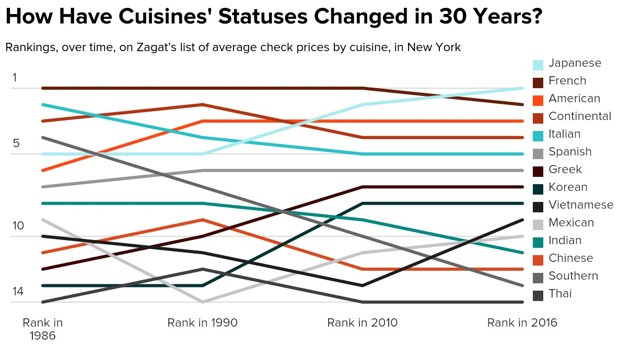 How Have Cuisines' Statuses Changed in 30 Years?
Rankings, over time, on Zagat's list of average check prices by cuisine, in New York
1
5
10
14
Rank in
1986
Rank in 1990
Rank in 2010
Rank in 2016
Japanese
French
American
Continental
Italian
Spanish
Greek
Korean
Vietnamese
Mexican
Indian
Chinese
Southern
Thai